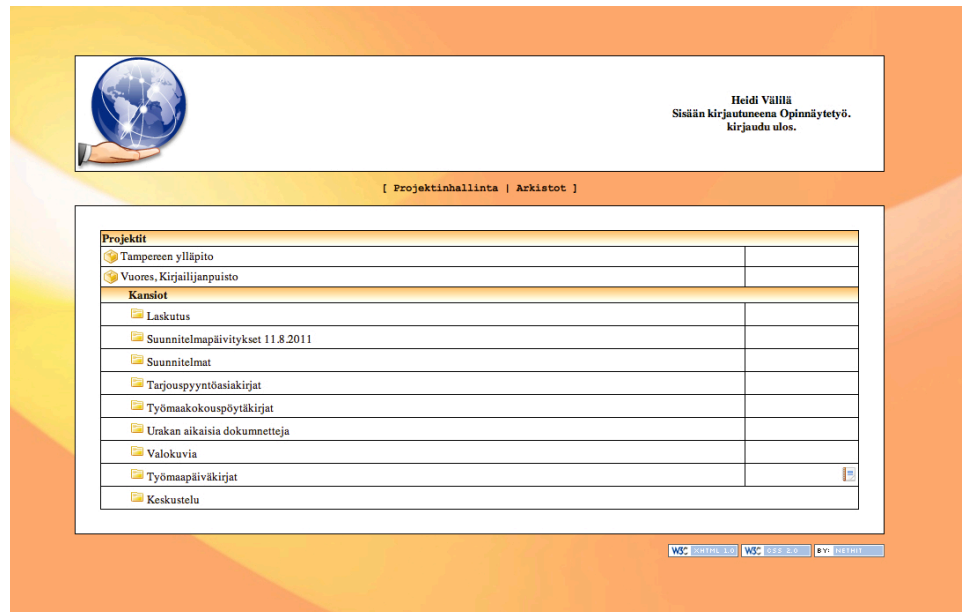 Heidi Välilä
Sisään kirjautuneena Opinnäytetyö.
kirjaudu ulos.
[ Projektinhallinta | Arkistot ]
Projektit
Tampereen ylläpito
Vuores, Kirjailijanpuisto
Kansiot
Laskutus
Suunnitelmapäivitykset 11.8.2011
Suunnitelmat
Tarjouspyyntöasiakirjat
Työmaakokouspöytäkirjat
Urakan aikaisia dokumnetteja
Valokuvia
Työmaapäiväkirjat
Keskustelu
W3C XHTML 1.0 W3C CSS 2.0 BY: NETHIT